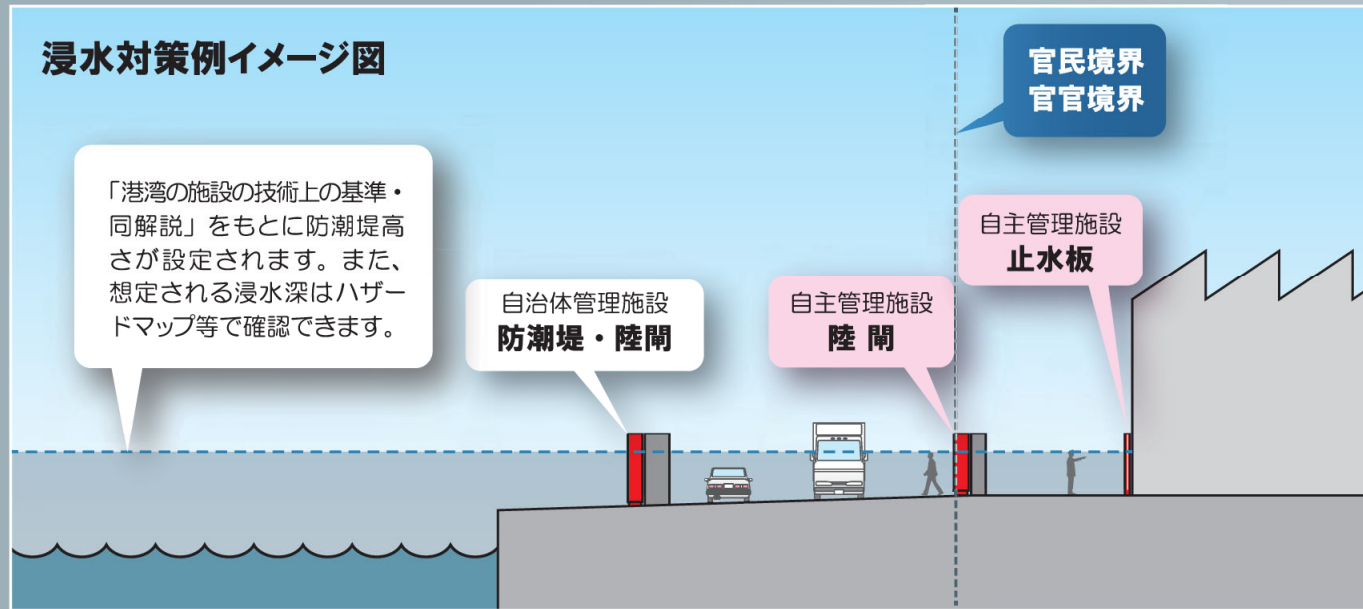 浸水対策例イメージ図
官民境界
官官境界
「港湾の施設の技術上の基準・
同解説」をもとに防潮堤高
さが設定されます。また、
想定される浸水深はハザー
ドマップ等で確認できます。
自治体管理施設
防潮堤・陸閘
自主管理施設
陸 閘
自主管理施設
止水板